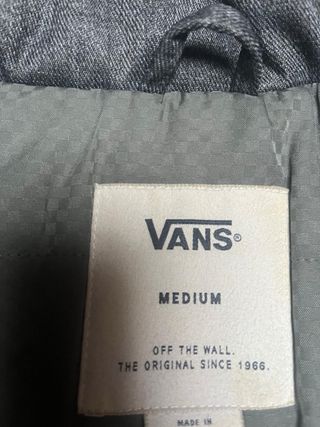 VANS®
MEDIUM
OFF THE WALL.
THE ORIGINAL SINCE 1966.
MADE IN